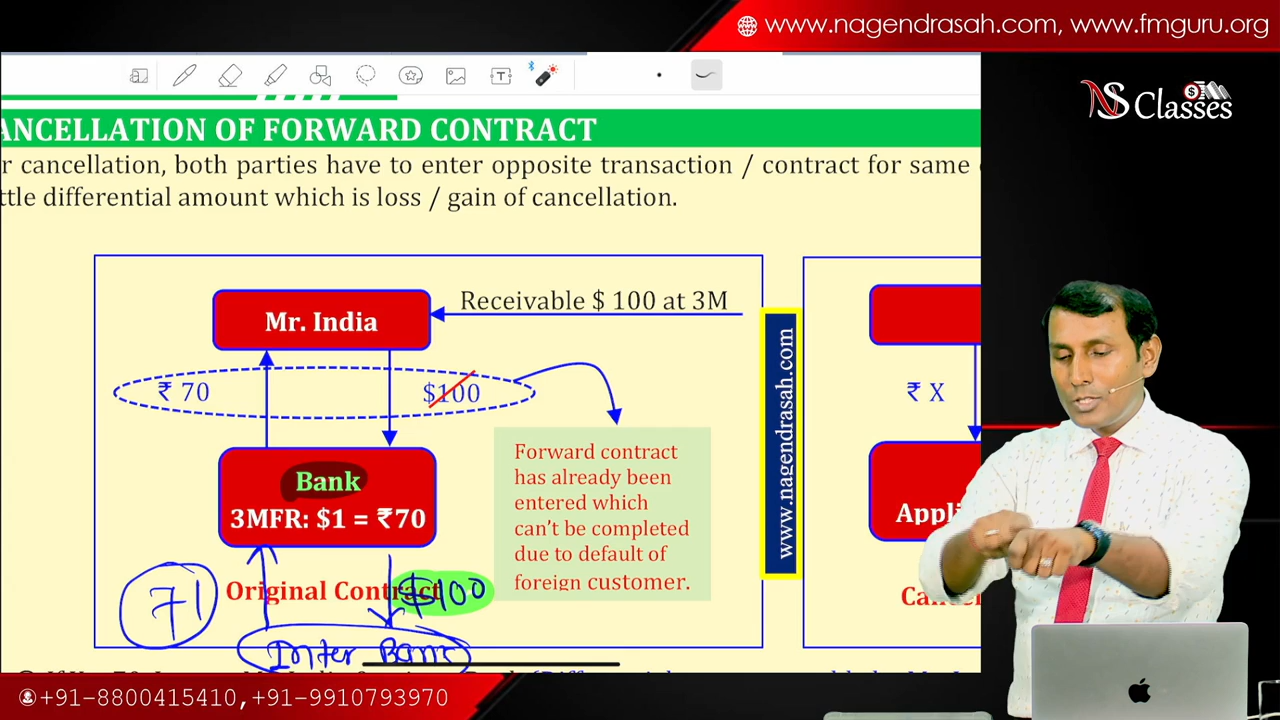 www.nagendrasah.com, www.fmguru.org
NS Classes
ANCELLATION OF FORWARD CONTRACT
r cancellation, both parties have to enter opposite transaction / contract for same
ttle differential amount which is loss / gain of cancellation.
Mr. India
Receivable $ 100 at 3M
₹ 70
$100
₹ X
Bank
3MFR: $1 = ₹70
Forward contract
has already been
entered which
can't be completed
due to default of
foreign customer.
www.nagendrasah.com
Appli
Original Contract
$100
71
Cancel
Inter Bank
+91-8800415410,+91-9910793970